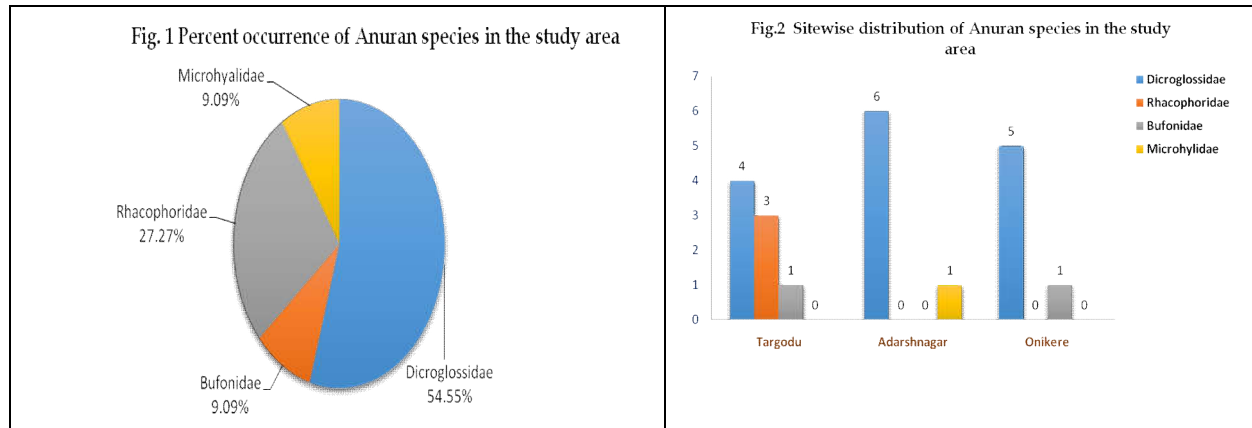 Fig. 1 Percent occurrence of Anuran species in the study area
Microhyalidae
9.09%
Rhacophoridae
27.27%
Bufonidae
9.09%
Dicroglossidae
54.55%
Fig.2 Sitewise distribution of Anuran species in the study
area
7
6
5
4
3
2
1
0
4
3
1
0
6
0
0
1
5
0
1
0
Targodu
Adarshnagar
Onikere
Dicroglossidae
Rhacophoridae
Bufonidae
Microhylidae